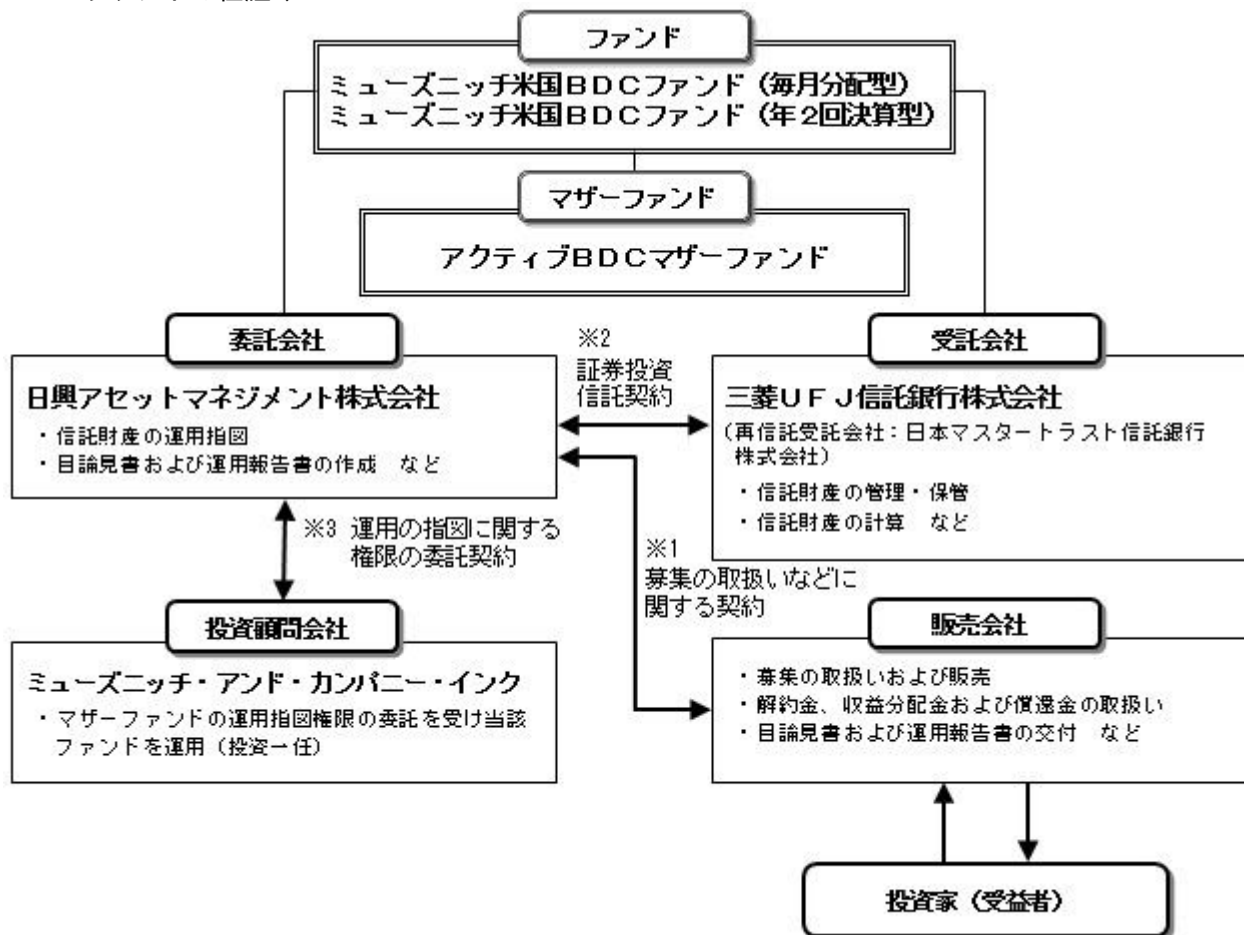 ファンド
ミューズニッチ米国BDCファンド(毎月分配型)
ミューズニッチ米国BDCファンド(年2回決算型)
マザーファンド
アクティブBDCマザーファンド
委託会社
日興アセットマネジメント株式会社
・信託財産の運用指図
・目論見書および運用報告書の作成 など
※2
証券投資
信託契約
受託会社
三菱UFJ信託銀行株式会社
(再信託受託会社:日本マスタートラスト信託銀行
株式会社)
・信託財産の管理・保管
・信託財産の計算 など
※3 運用の指図に関する
権限の委託契約
※1
募集の取扱いなどに
関する契約
投資顧問会社
ミューズニッチ・アンド・カンパニー・インク
・マザーファンドの運用指図権限の委託を受け当該
ファンドを運用(投資一任)
販売会社
・募集の取扱いおよび販売
・解約金、収益分配金および償還金の取扱い
・目論見書および運用報告書の交付 など
投資家(受益者)